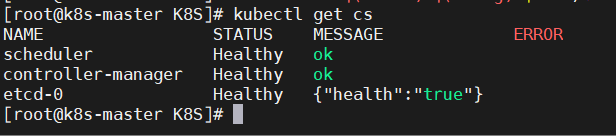 [root@k8s-master K8S]# kubectl get cs
NAME                 STATUS    MESSAGE             ERROR
scheduler            Healthy   ok
controller-manager   Healthy   ok
etcd-0               Healthy   {"health":"true"}
[root@k8s-master K8S]#